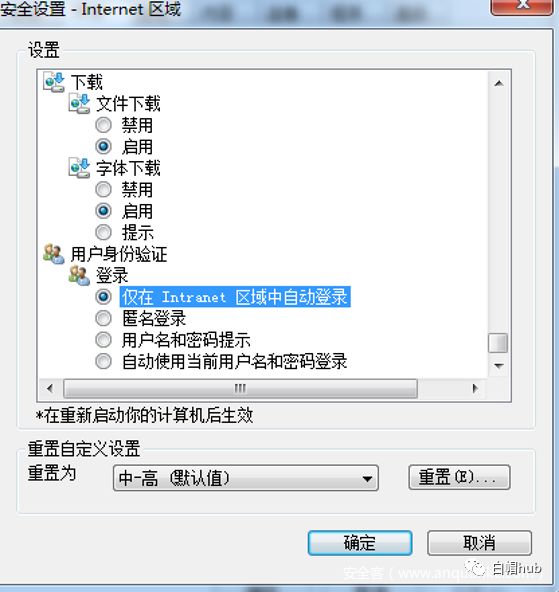 安全设置 - Internet 区域
设置
下载
文件下载
禁用
启用
字体下载
禁用
启用
提示
用户身份验证
登录
仅在 Intranet 区域中自动登录
匿名登录
用户名和密码提示
自动使用当前用户名和密码登录
*在重新启动你的计算机后生效
重置自定义设置
重置为
中-高 (默认值)
重置(E)...
确定
取消
白帽hub
安全客 (www.anqu